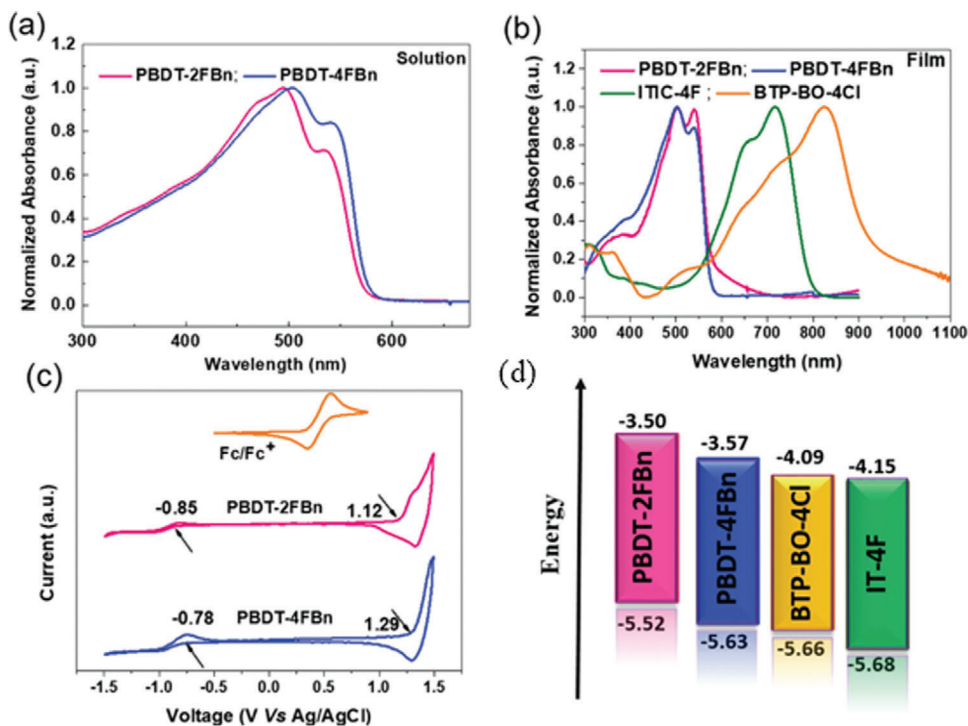 (a)
1.2
1.0
0.8
0.6
0.4
0.2
0.0
Normalized Absorbance (a.u.)
Solution
PBDT-2FBn; PBDT-4FBn
300 400 500 600
Wavelength (nm)
(b)
1.4
1.2
1.0
0.8
0.6
0.4
0.2
0.0
Normalized Absorbance (a.u.)
Film
PBDT-2FBn; PBDT-4FBn
ITIC-4F ; BTP-BO-4Cl
300 400 500 600 700 800 900 1000 1100
Wavelength (nm)
(c)
Current (a.u.)
Fc/Fc+
-0.85
PBDT-2FBn
1.12
-0.78
PBDT-4FBn
1.29
-1.5 -1.0 -0.5 0.0 0.5 1.0 1.5
Voltage (V Vs Ag/AgCl)
(d)
Energy
-3.50
PBDT-2FBn
-5.52
-3.57
PBDT-4FBn
-5.63
-4.09
BTP-BO-4Cl
-5.66
-4.15
IT-4F
-5.68